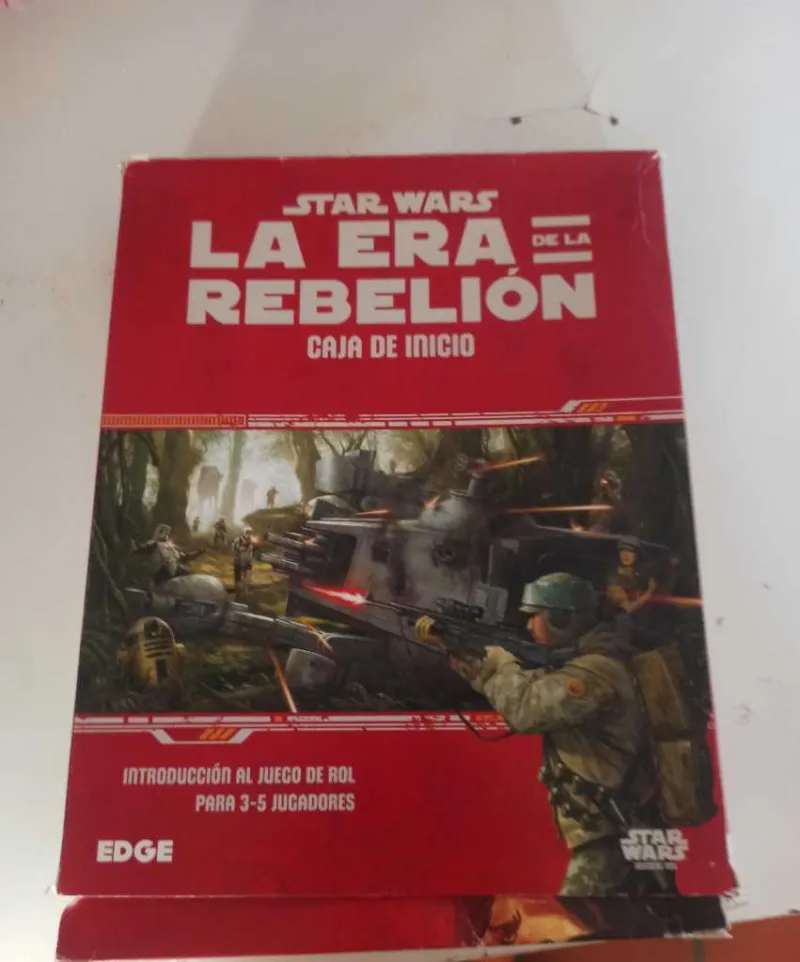 STAR WARS
LA ERA DE LA
REBELIÓN
CAJA DE INICIO
INTRODUCCIÓN AL JUEGO DE ROL
PARA 3-5 JUGADORES
EDGE
STAR
WARS